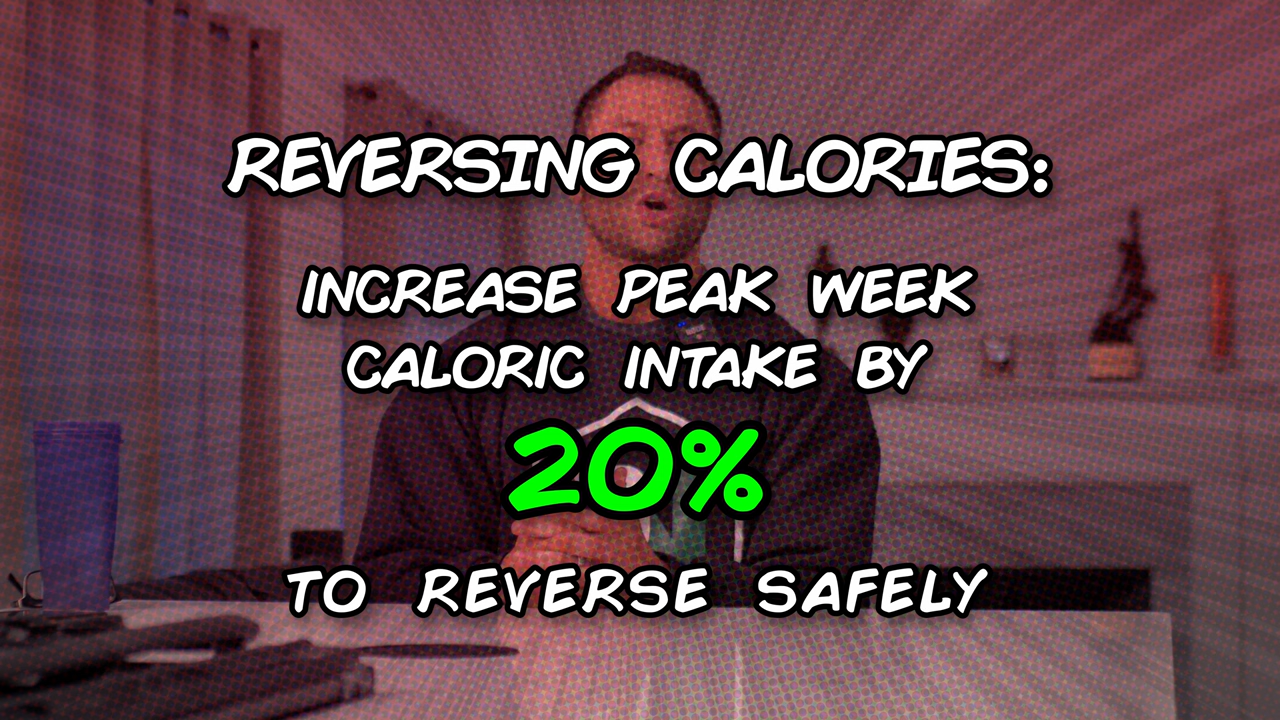 REVERSING CALORIES:
INCREASE PEAK WEEK
CALORIC INTAKE BY
20%
TO REVERSE SAFELY